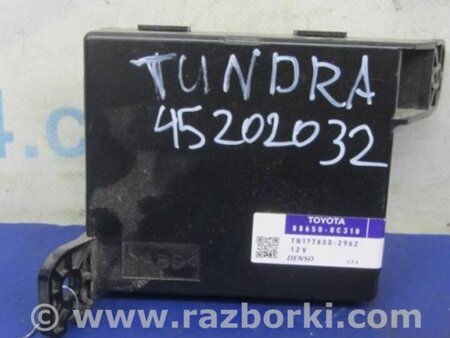 TUNDRA
45202032
TOYOTA
88650-0C310
TN177800-2962
12V
DENSO
www.razborki.com